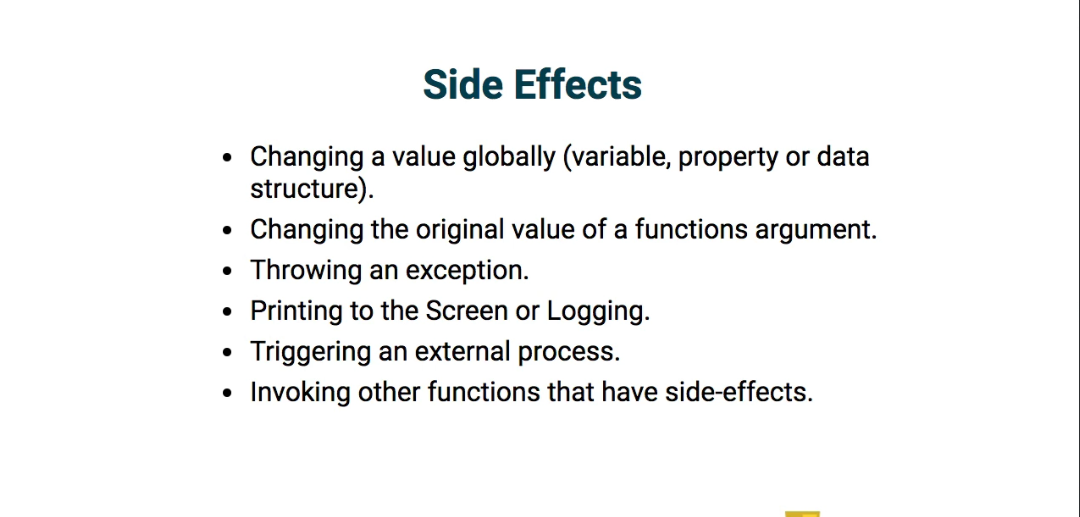 Side Effects
• Changing a value globally (variable, property or data
structure).
• Changing the original value of a functions argument.
• Throwing an exception.
• Printing to the Screen or Logging.
• Triggering an external process.
• Invoking other functions that have side-effects.